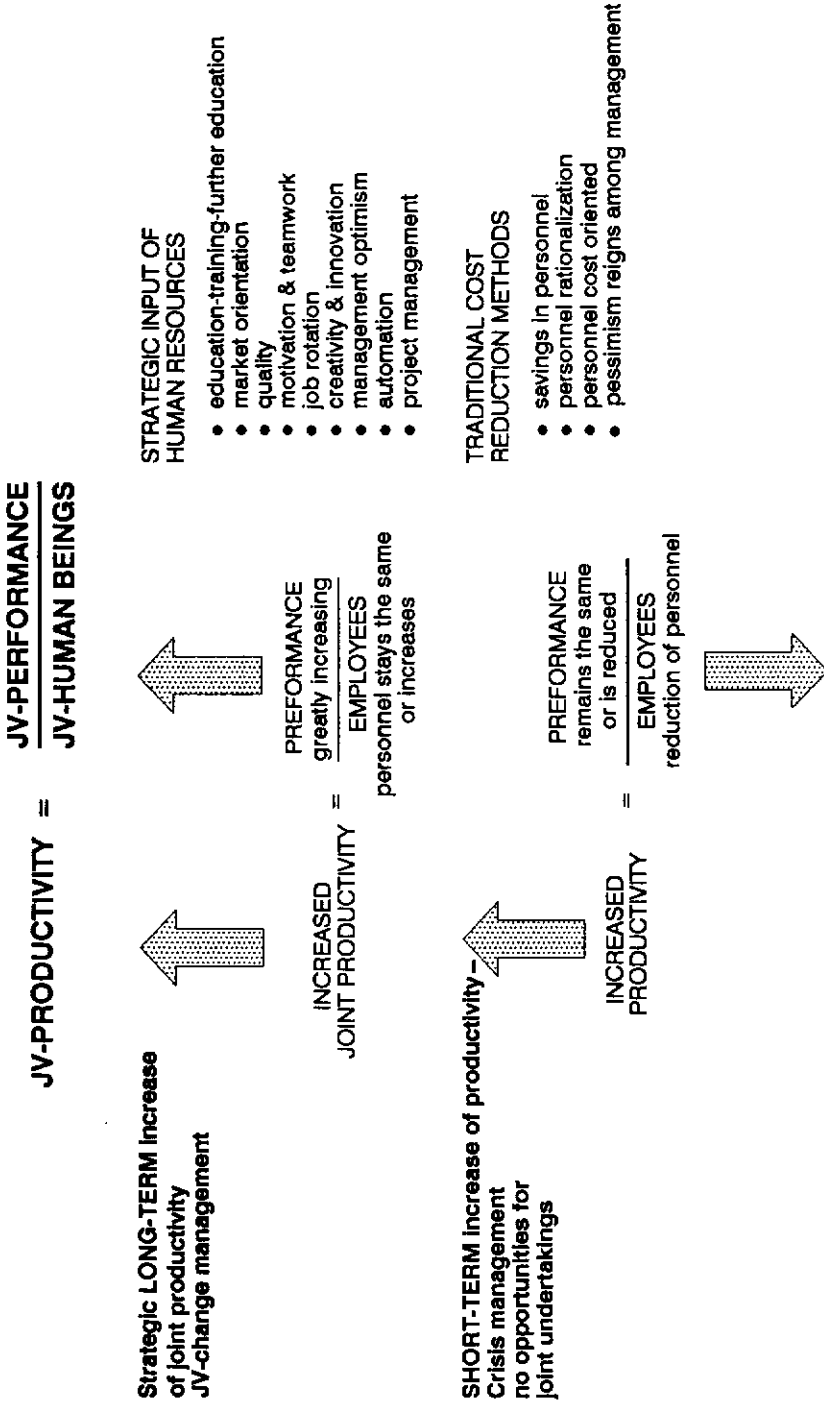 JV-PRODUCTIVITY =
JV-PERFORMANCE
JV-HUMAN BEINGS
Strategic LONG-TERM increase
of joint productivity
JV-change management
INCREASED
JOINT PRODUCTIVITY
=
PREFORMANCE
greatly increasing
EMPLOYEES
personnel stays the same
or increases
STRATEGIC INPUT OF
HUMAN RESOURCES
• education-training-further education
• market orientation
• quality
• motivation & teamwork
• job rotation
• creativity & innovation
• management optimism
• automation
• project management
SHORT-TERM increase of productivity–
Crisis management
no opportunities for
joint undertakings
INCREASED
PRODUCTIVITY
=
PREFORMANCE
remains the same
or is reduced
EMPLOYEES
reduction of personnel
TRADITIONAL COST
REDUCTION METHODS
• savings in personnel
• personnel rationalization
• personnel cost oriented
• pessimism reigns among management